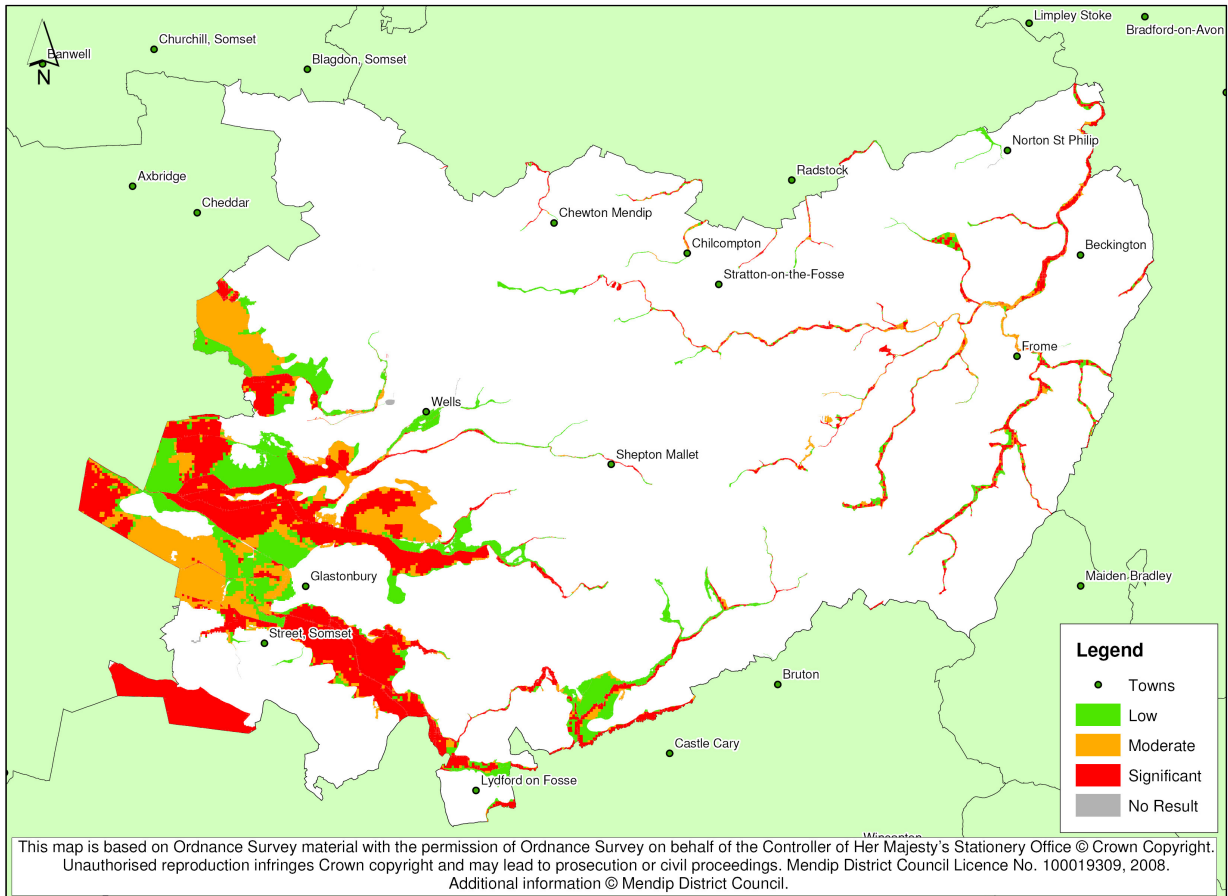 Limpley Stoke
Bradford-on-Avon
Churchill, Somset
Banwell
Blagdon, Somset
N
Norton St Philip
Radstock
Axbridge
Cheddar
Chewton Mendip
Chilcompton
Beckington
Stratton-on-the-Fosse
Frome
Wells
Shepton Mallet
Glastonbury
Maiden Bradley
Street, Somset
Legend
Bruton
Towns
Low
Castle Cary
Moderate
Significant
Lydford on Fosse
No Result
This map is based on Ordnance Survey material with the permission of Ordnance Survey on behalf of the Controller of Her Majesty's Stationery Office © Crown Copyright.
Unauthorised reproduction infringes Crown copyright and may lead to prosecution or civil proceedings. Mendip District Council Licence No. 100019309, 2008.
Additional information © Mendip District Council.